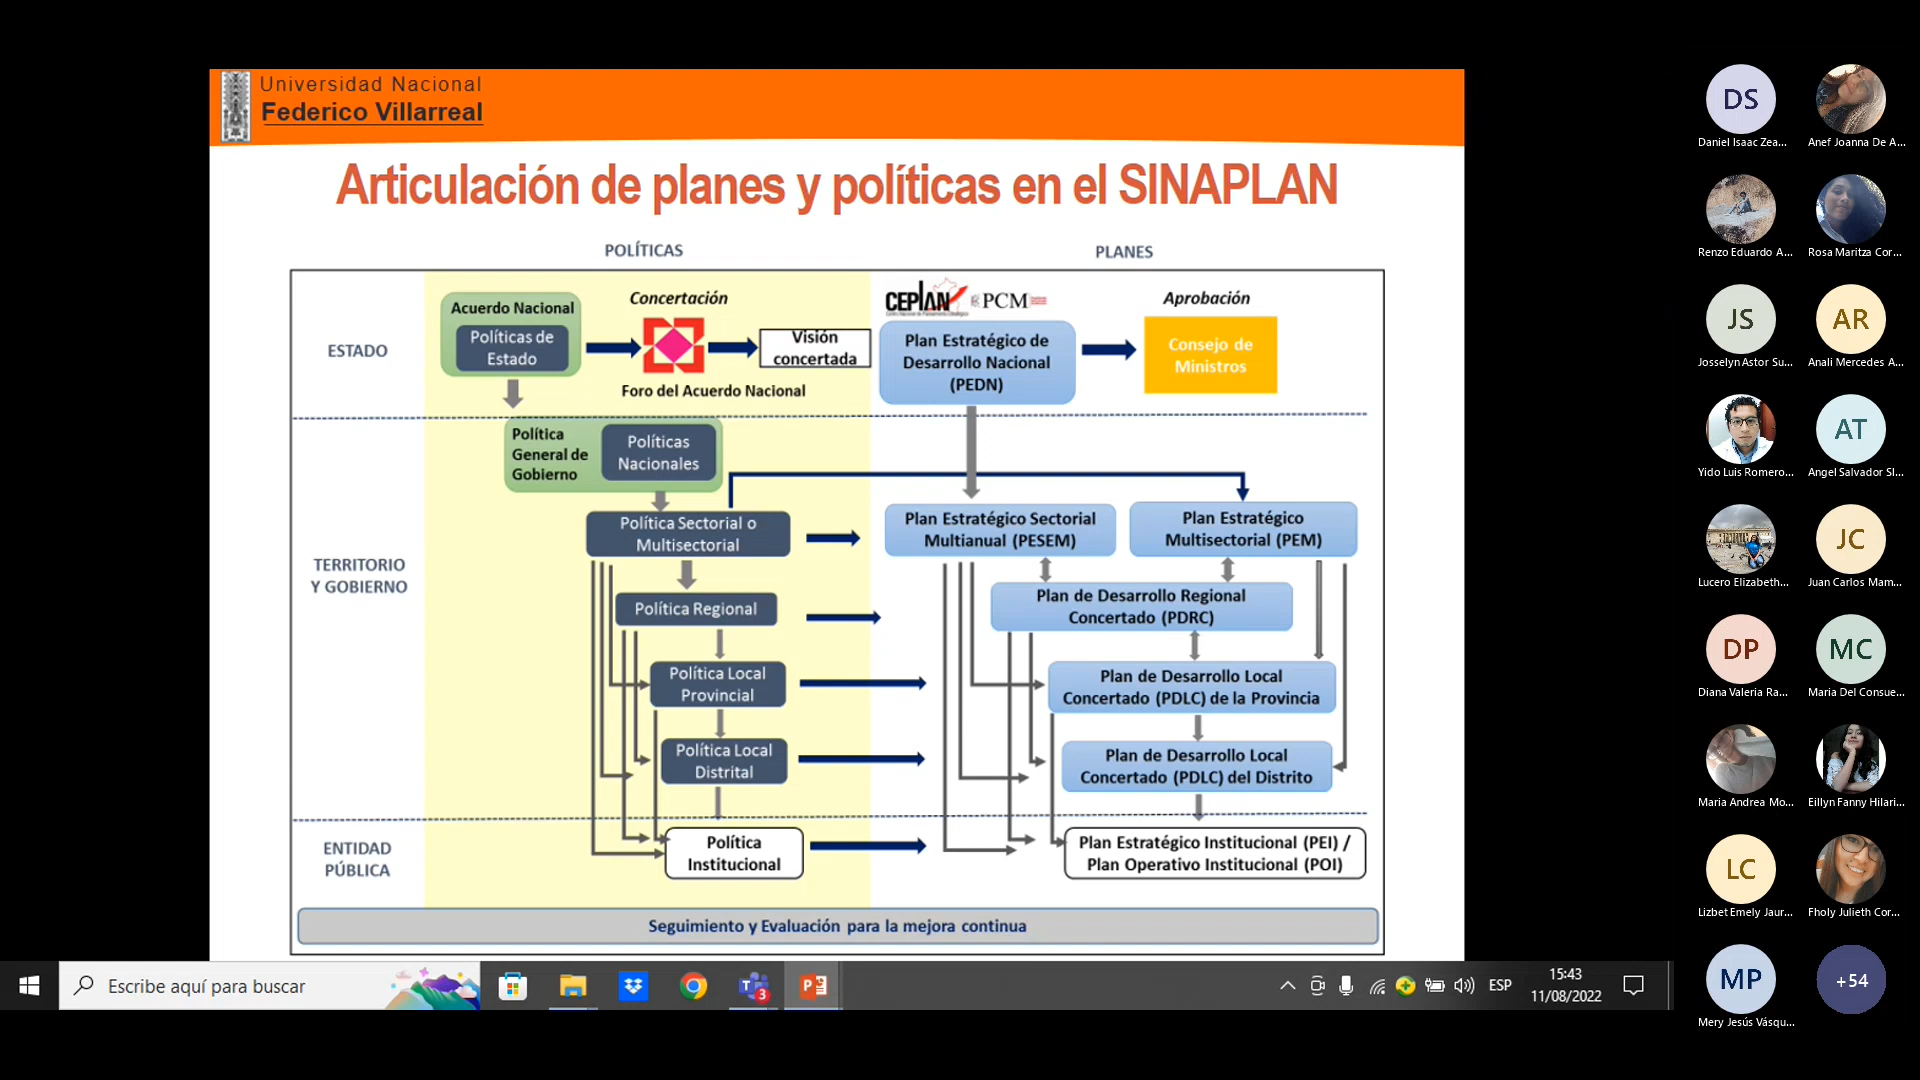 Universidad Nacional
Federico Villarreal
Articulación de planes y políticas en el SINAPLAN
POLÍTICAS
PLANES
ESTADO
Acuerdo Nacional
Políticas de
Estado
Concertación
Foro del Acuerdo Nacional
Visión
concertada
CEPLAN
PCM
Plan Estratégico de
Desarrollo Nacional
(PEDN)
Aprobación
Consejo de
Ministros
TERRITORIO
Y GOBIERNO
Política
General de
Gobierno
Políticas
Nacionales
Política Sectorial o
Multisectorial
Plan Estratégico Sectorial
Multianual (PESEM)
Plan Estratégico
Multisectorial (PEM)
Política Regional
Plan de Desarrollo Regional
Concertado (PDRC)
Política Local
Provincial
Plan de Desarrollo Local
Concertado (PDLC) de la Provincia
Política Local
Distrital
Plan de Desarrollo Local
Concertado (PDLC) del Distrito
ENTIDAD
PÚBLICA
Política
Institucional
Plan Estratégico Institucional (PEI) /
Plan Operativo Institucional (POI)
Seguimiento y Evaluación para la mejora continua
Escribe aquí para buscar
3
ESP
15:43
11/08/2022
DS
Daniel Isaac Zea...
Anef Joanna De A...
Renzo Eduardo A...
Rosa Maritza Cor...
JS
Josselyn Astor Su...
AR
Anali Mercedes A...
Yido Luis Romero...
AT
Angel Salvador Sl...
Lucero Elizabeth...
JC
Juan Carlos Mam...
DP
Diana Valeria Ra...
MC
Maria Del Consue...
Maria Andrea Mo...
Eillyn Fanny Hilari...
LC
Lizbet Emely Jaur...
Fholy Julieth Cor...
MP
Mery Jesús Vásqu...
+54